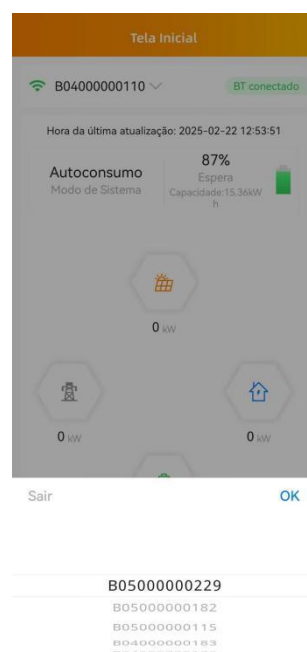 Tela Inicial
B04000000110
BT conectado
Hora da última atualização: 2025-02-22 12:53:51
Autoconsumo
Modo de Sistema
87%
Espera
Capacidade:15.36kW
h
0 kW
0 kW
0 kW
Sair
OK
B05000000229
B05000000182
B05000000115
B04000000183